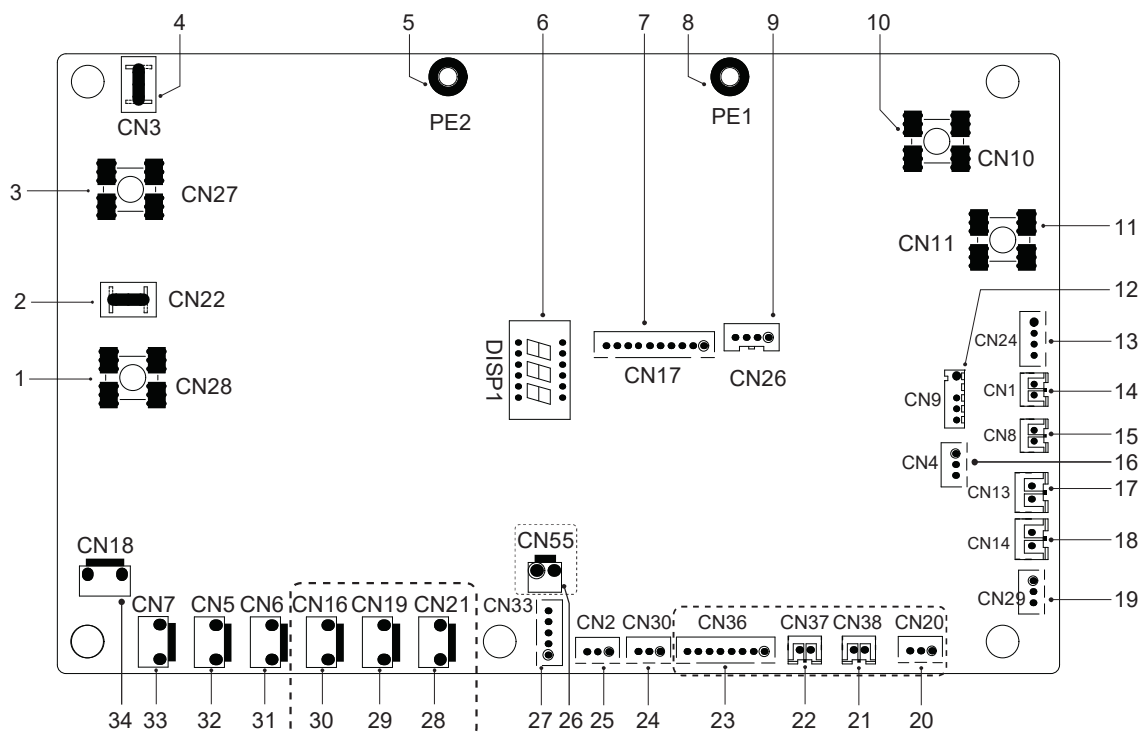 4 5 6 7 8 9 10
CN3 PE2 PE1 CN10
3 CN27
CN11 11
2 CN22 12
DISP1 CN17 CN26 CN24 13
1 CN28 CN9 CN1 14
CN8 15
CN4 16
CN13 17
CN18 CN55 CN14 18
CN7 CN5 CN6 CN16 CN19 CN21 CN33 CN2 CN30 CN36 CN37 CN38 CN20 CN29 19
34 33 32 31 30 29 28 27 26 25 24 23 22 21 20